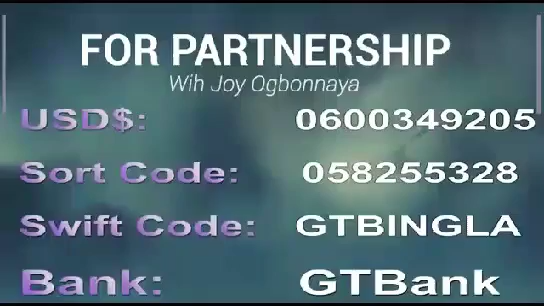 FOR PARTNERSHIP
Wih Joy Ogbonnaya
USD$: 0600349205
Sort Code: 058255328
Swift Code: GTBINGLA
Bank: GTBank